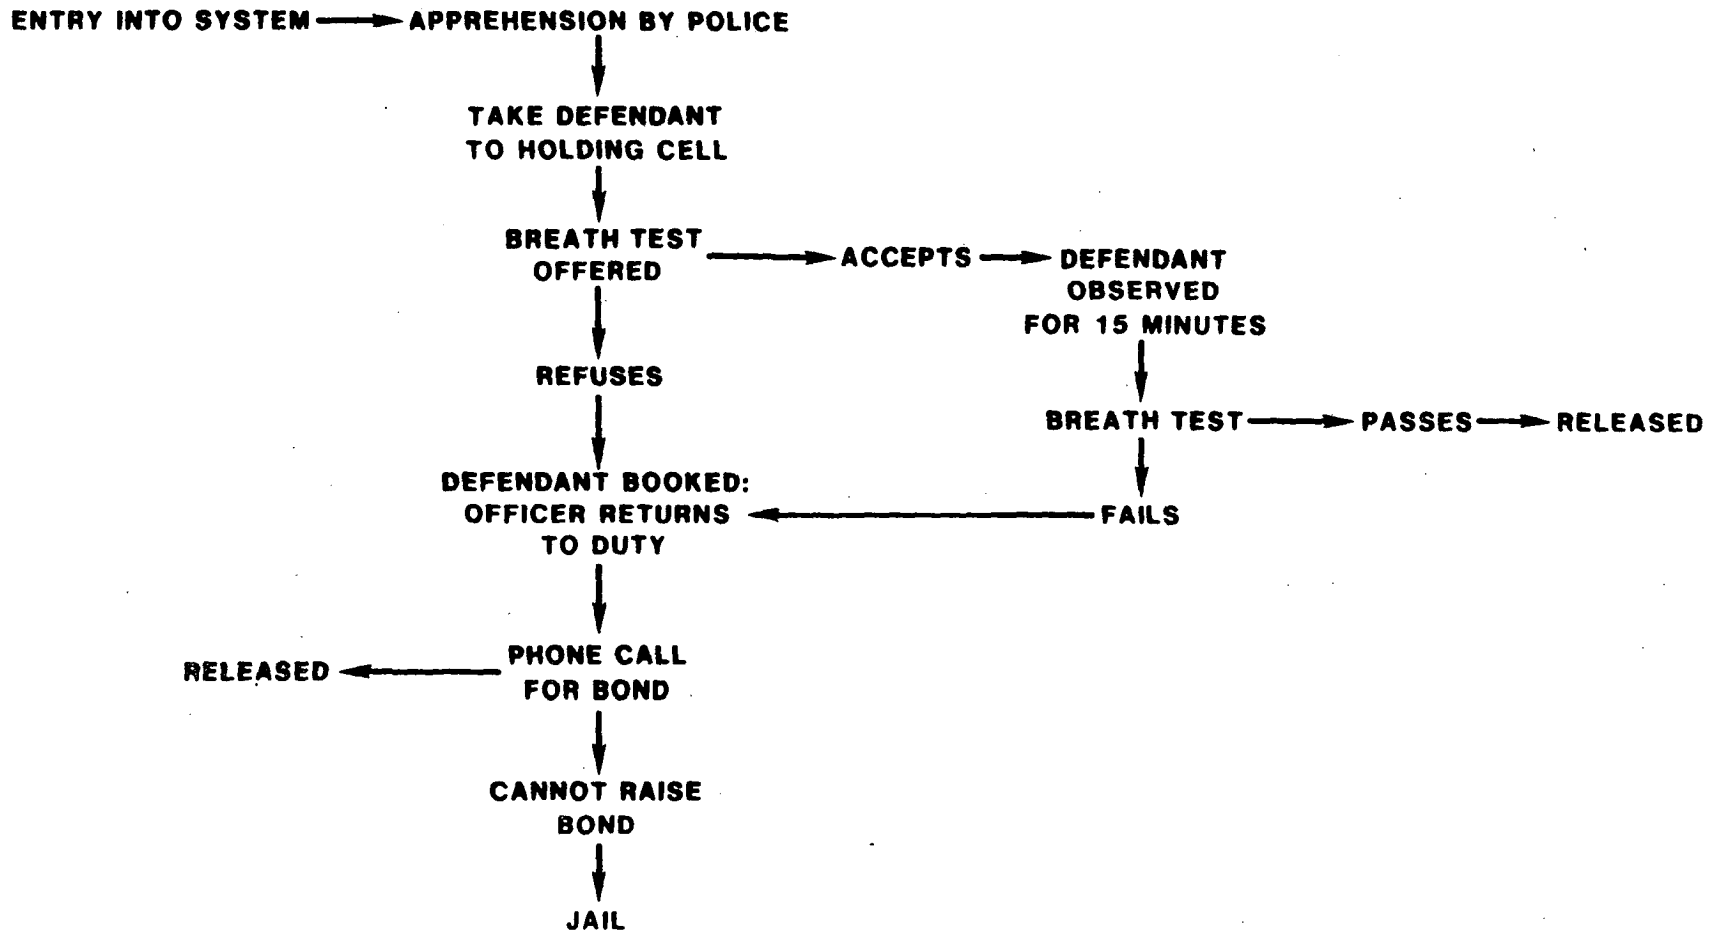 ENTRY INTO SYSTEM APPREHENSION BY POLICE
TAKE DEFENDANT
TO HOLDING CELL
BREATH TEST
OFFERED
ACCEPTS
DEFENDANT
OBSERVED
FOR 15 MINUTES
REFUSES
BREATH TEST PASSES RELEASED
DEFENDANT BOOKED:
OFFICER RETURNS
TO DUTY
FAILS
PHONE CALL
FOR BOND
RELEASED
CANNOT RAISE
BOND
JAIL